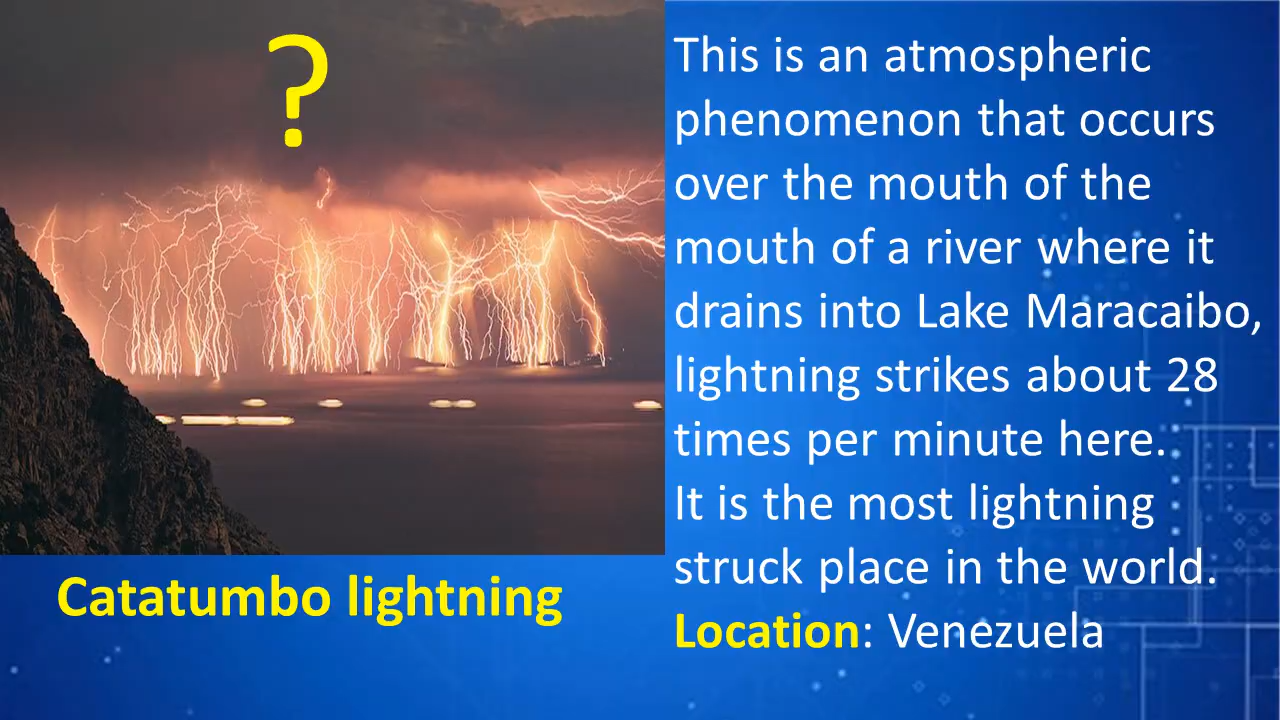 ?
Catatumbo lightning
This is an atmospheric
phenomenon that occurs
over the mouth of the
mouth of a river where it
drains into Lake Maracaibo,
lightning strikes about 28
times per minute here.
It is the most lightning
struck place in the world.
Location: Venezuela